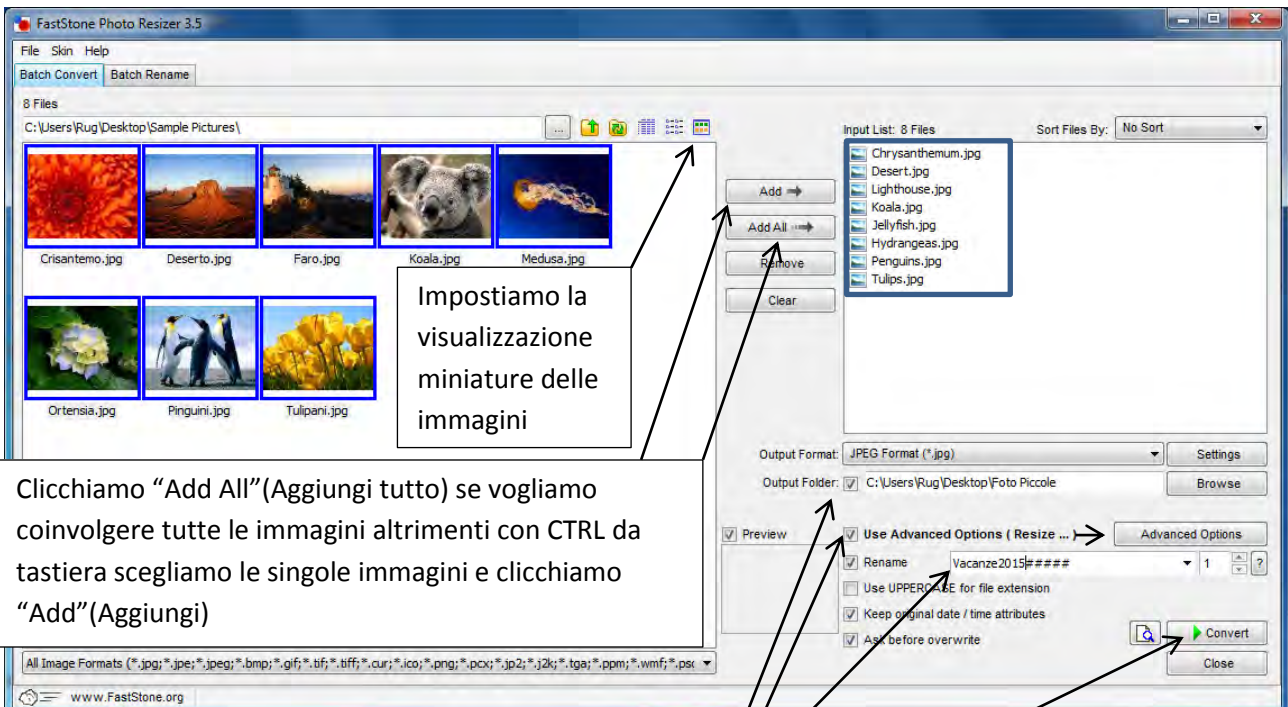 FastStone Photo Resizer 3.5
File Skin Help
Batch Convert Batch Rename
8 Files
C:\Users\Rug\Desktop\Sample Pictures\
...
Input List: 8 Files
Sort Files By: No Sort
Crisantemo.jpg Deserto.jpg Faro.jpg Koala.jpg Medusa.jpg
Ortensia.jpg Pinguini.jpg Tulipani.jpg
Impostiamo la
visualizzazione
miniature delle
immagini
Add
Add All
Remove
Clear
Chrysanthemum.jpg
Desert.jpg
Lighthouse.jpg
Koala.jpg
Jellyfish.jpg
Hydrangeas.jpg
Penguins.jpg
Tulips.jpg
Clicchiamo “Add All”(Aggiungi tutto) se vogliamo
coinvolgere tutte le immagini altrimenti con CTRL da
tastiera scegliamo le singole immagini e clicchiamo
“Add”(Aggiungi)
Output Format: JPEG Format (*.jpg) Settings
Output Folder: C:\Users\Rug\Desktop\Foto Piccole Browse
Preview
Use Advanced Options ( Resize ... ) Advanced Options
Rename Vacanze2015##### 1 ?
Use UPPERCASE for file extension
Keep original date / time attributes
Ask before overwrite
Convert
Close
All Image Formats (*.jpg;*.jpe;*.jpeg;*.bmp;*.gif;*.tif;*.tiff;*.cur;*.ico;*.png;*.pcx;*.jp2;*.j2k;*.tga;*.ppm;*.wmf;*.ps
www.FastStone.org